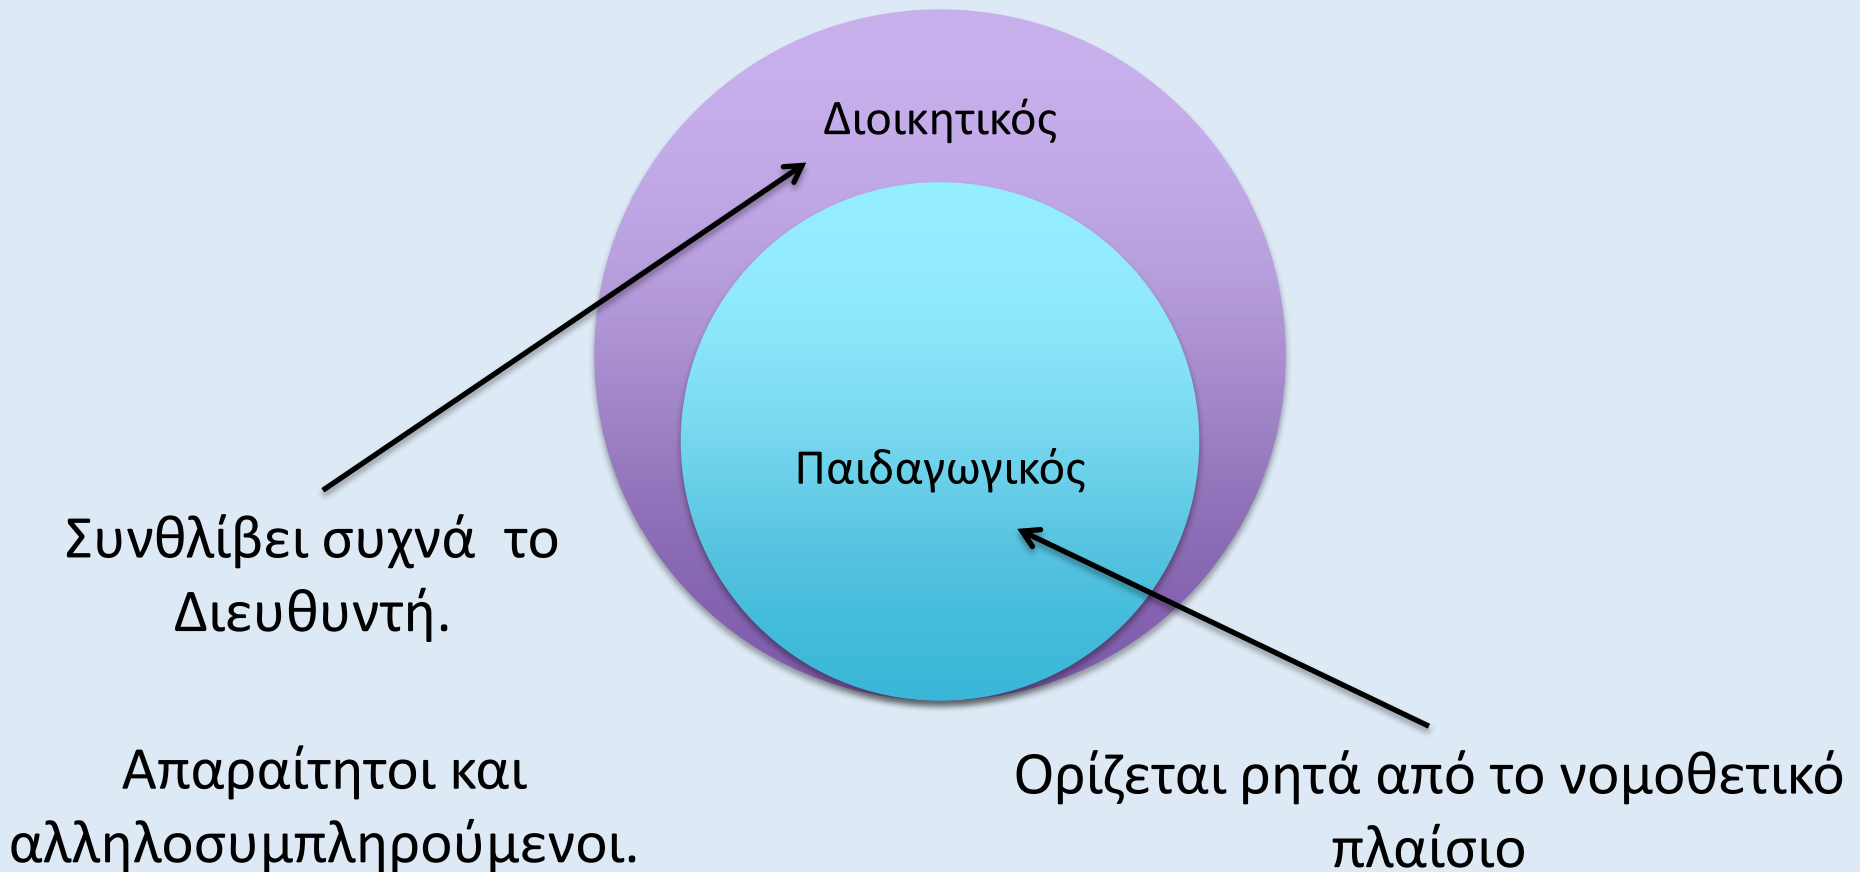 Διοικητικός
Παιδαγωγικός
Συνθλίβει συχνά  το
Διευθυντή.
Απαραίτητοι και
αλληλοσυμπληρούμενοι.
Ορίζεται ρητά από το νομοθετικό
πλαίσιο